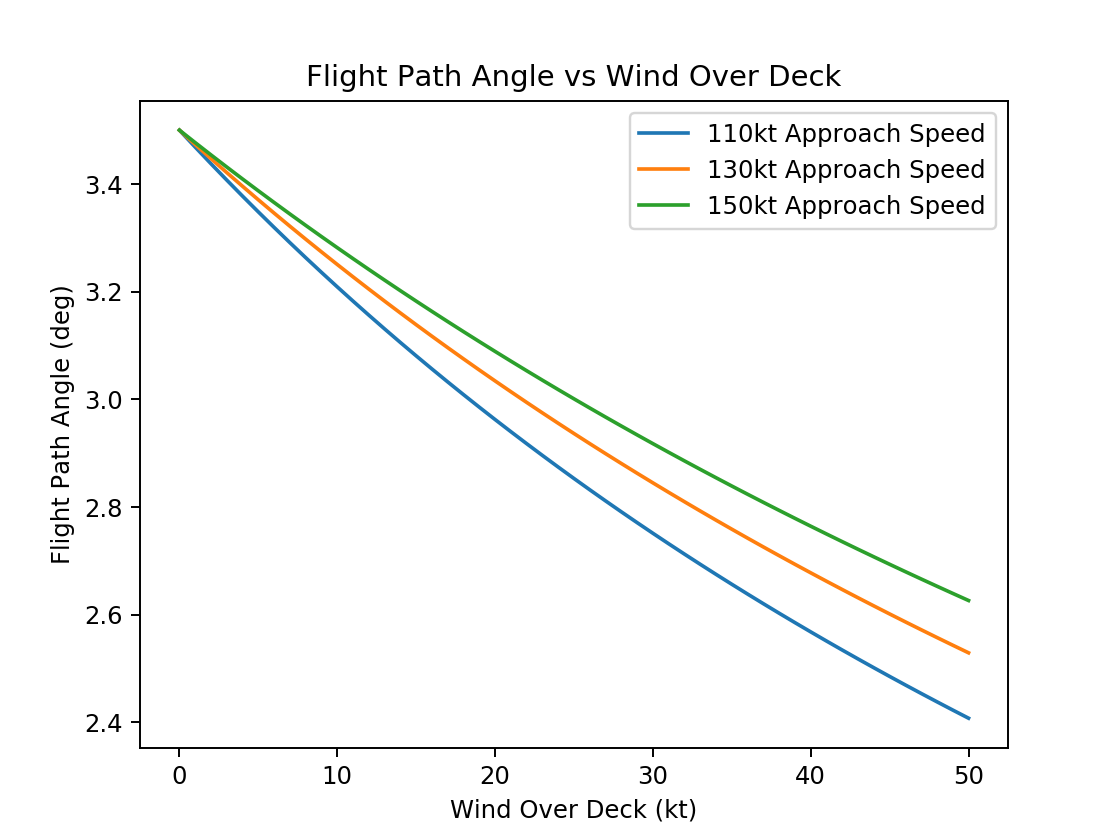 Flight Path Angle vs Wind Over Deck
110kt Approach Speed
130kt Approach Speed
150kt Approach Speed
Flight Path Angle (deg)
3.4
3.2
3.0
2.8
2.6
2.4
0 10 20 30 40 50
Wind Over Deck (kt)